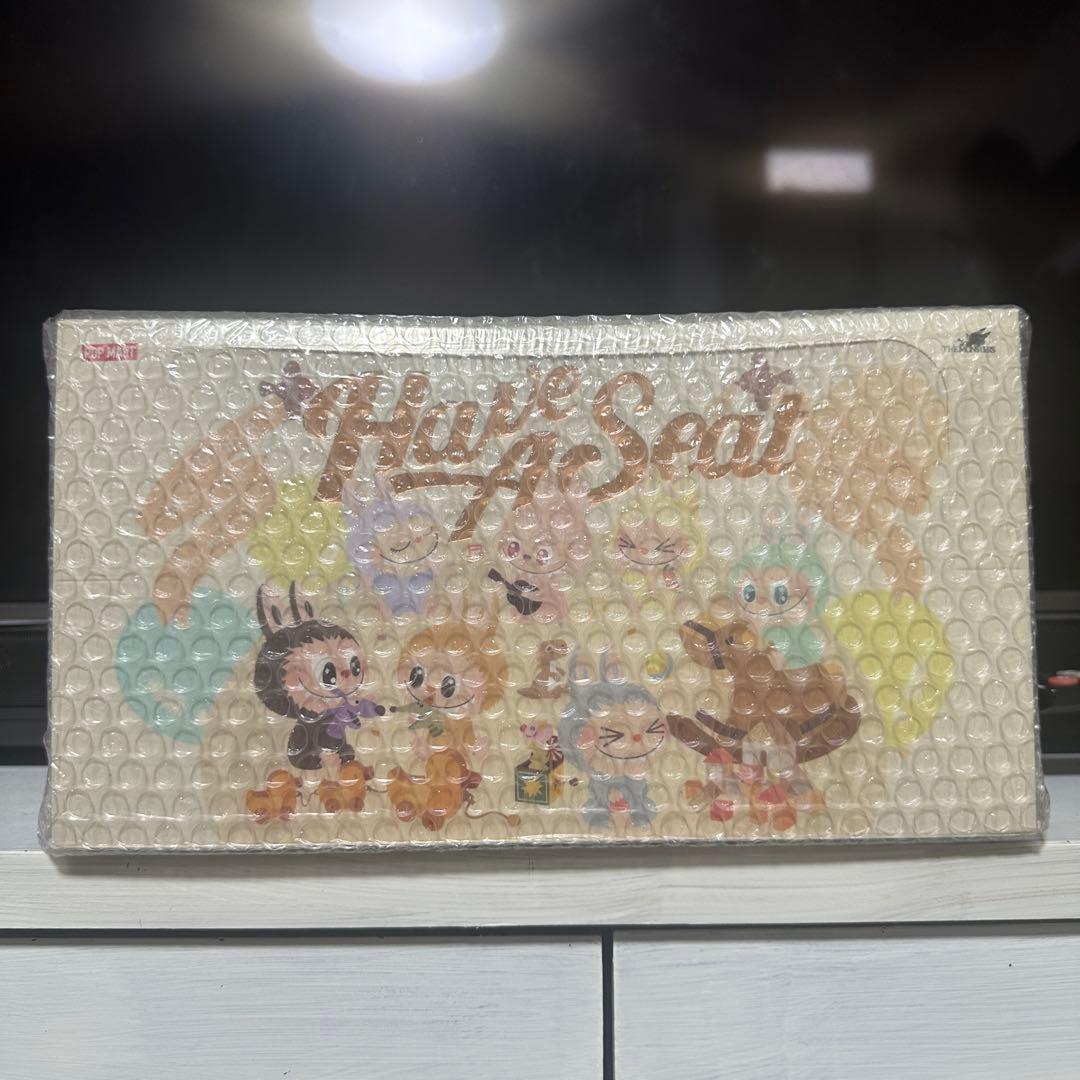 POP MART
THE MONSTERS
Have
A Seat